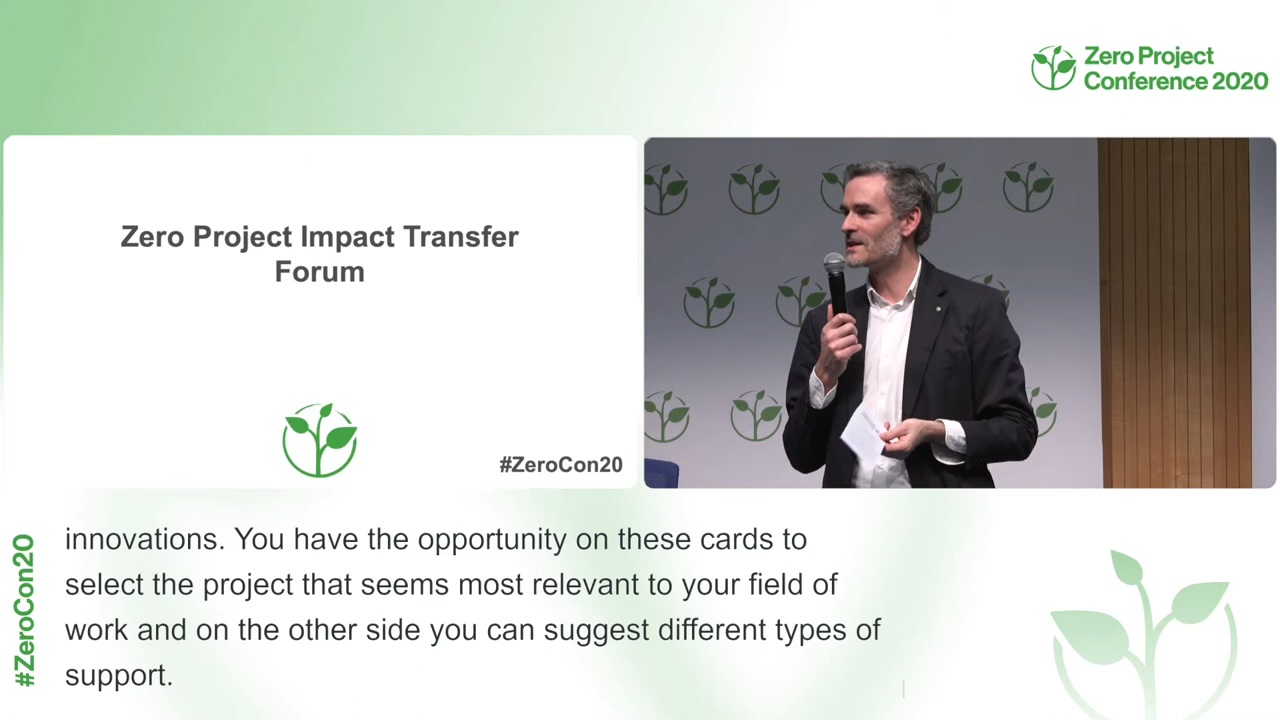 Zero Project
Conference 2020
Zero Project Impact Transfer
Forum
#ZeroCon20
#ZeroCon20
innovations. You have the opportunity on these cards to
select the project that seems most relevant to your field of
work and on the other side you can suggest different types of
support.